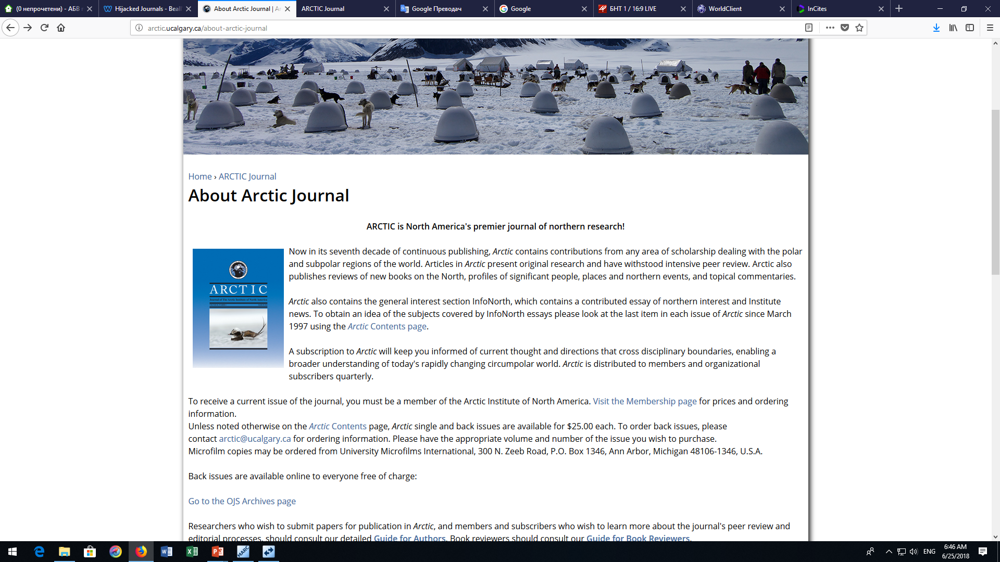 (0 непрочетени) - АБВ
Hijacked Journals - Beall
About Arctic Journal | Ar
ARCTIC Journal
Google Преводач
Google
БНТ 1 / 16:9 LIVE
WorldClient
InCites
arctic.ucalgary.ca/about-arctic-journal
Home › ARCTIC Journal
About Arctic Journal
ARCTIC is North America's premier journal of northern research!
ARCTIC
Journal of The Arctic Institute of North America
Now in its seventh decade of continuous publishing, Arctic contains contributions from any area of scholarship dealing with the polar
and subpolar regions of the world. Articles in Arctic present original research and have withstood intensive peer review. Arctic also
publishes reviews of new books on the North, profiles of significant people, places and northern events, and topical commentaries.
Arctic also contains the general interest section InfoNorth, which contains a contributed essay of northern interest and Institute
news. To obtain an idea of the subjects covered by InfoNorth essays please look at the last item in each issue of Arctic since March
1997 using the Arctic Contents page.
A subscription to Arctic will keep you informed of current thought and directions that cross disciplinary boundaries, enabling a
broader understanding of today's rapidly changing circumpolar world. Arctic is distributed to members and organizational
subscribers quarterly.
To receive a current issue of the journal, you must be a member of the Arctic Institute of North America. Visit the Membership page for prices and ordering
information.
Unless noted otherwise on the Arctic Contents page, Arctic single and back issues are available for $25.00 each. To order back issues, please
contact arctic@ucalgary.ca for ordering information. Please have the appropriate volume and number of the issue you wish to purchase.
Microfilm copies may be ordered from University Microfilms International, 300 N. Zeeb Road, P.O. Box 1346, Ann Arbor, Michigan 48106-1346, U.S.A.
Back issues are available online to everyone free of charge:
Go to the OJS Archives page
Researchers who wish to submit papers for publication in Arctic, and members and subscribers who wish to learn more about the journal's peer review and
editorial processes, should consult our detailed Guide for Authors. Book reviewers should consult our Guide for Book Reviewers.
MARC
ENG
6:46 AM
6/25/2018